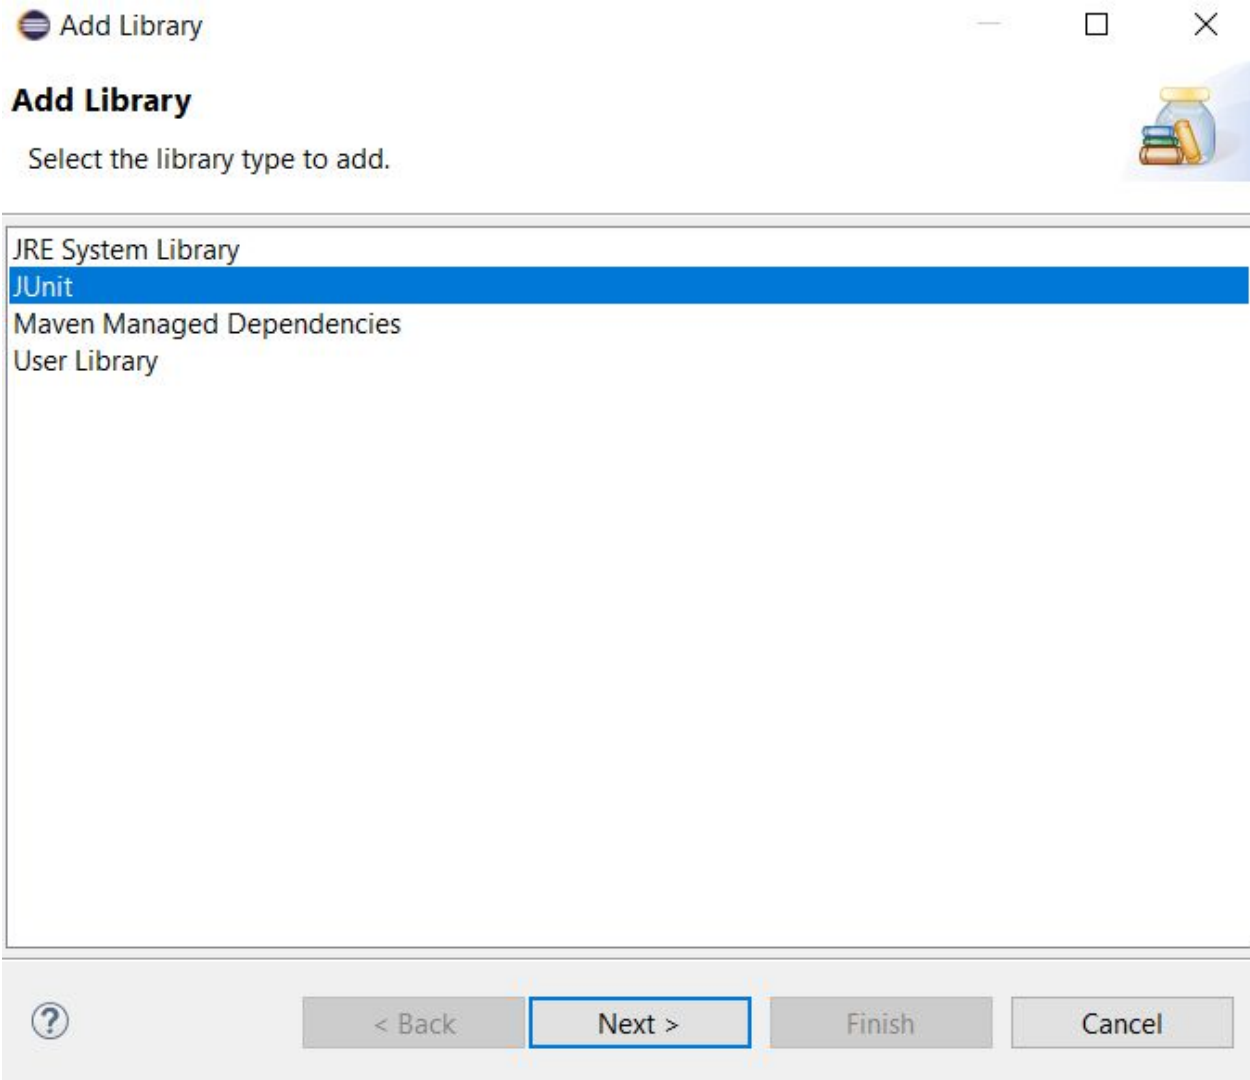 Add Library
Add Library
Select the library type to add.
JRE System Library
JUnit
Maven Managed Dependencies
User Library
? < Back Next > Finish Cancel